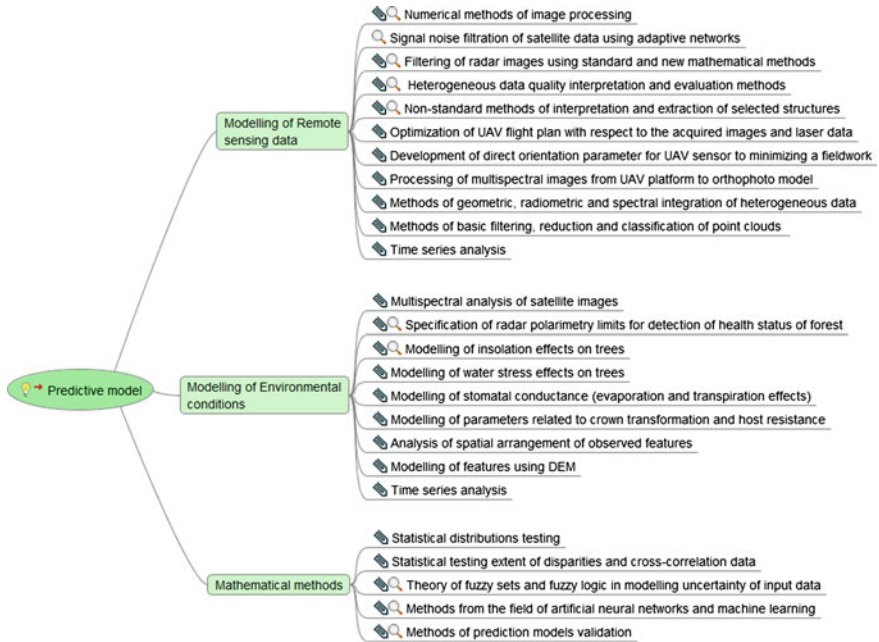 Predictive model
Modelling of Remote
sensing data
Numerical methods of image processing
Signal noise filtration of satellite data using adaptive networks
Filtering of radar images using standard and new mathematical methods
Heterogeneous data quality interpretation and evaluation methods
Non-standard methods of interpretation and extraction of selected structures
Optimization of UAV flight plan with respect to the acquired images and laser data
Development of direct orientation parameter for UAV sensor to minimizing a fieldwork
Processing of multispectral images from UAV platform to orthophoto model
Methods of geometric, radiometric and spectral integration of heterogeneous data
Methods of basic filtering, reduction and classification of point clouds
Time series analysis
Modelling of Environmental
conditions
Multispectral analysis of satellite images
Specification of radar polarimetry limits for detection of health status of forest
Modelling of insolation effects on trees
Modelling of water stress effects on trees
Modelling of stomatal conductance (evaporation and transpiration effects)
Modelling of parameters related to crown transformation and host resistance
Analysis of spatial arrangement of observed features
Modelling of features using DEM
Time series analysis
Mathematical methods
Statistical distributions testing
Statistical testing extent of disparities and cross-correlation data
Theory of fuzzy sets and fuzzy logic in modelling uncertainty of input data
Methods from the field of artificial neural networks and machine learning
Methods of prediction models validation